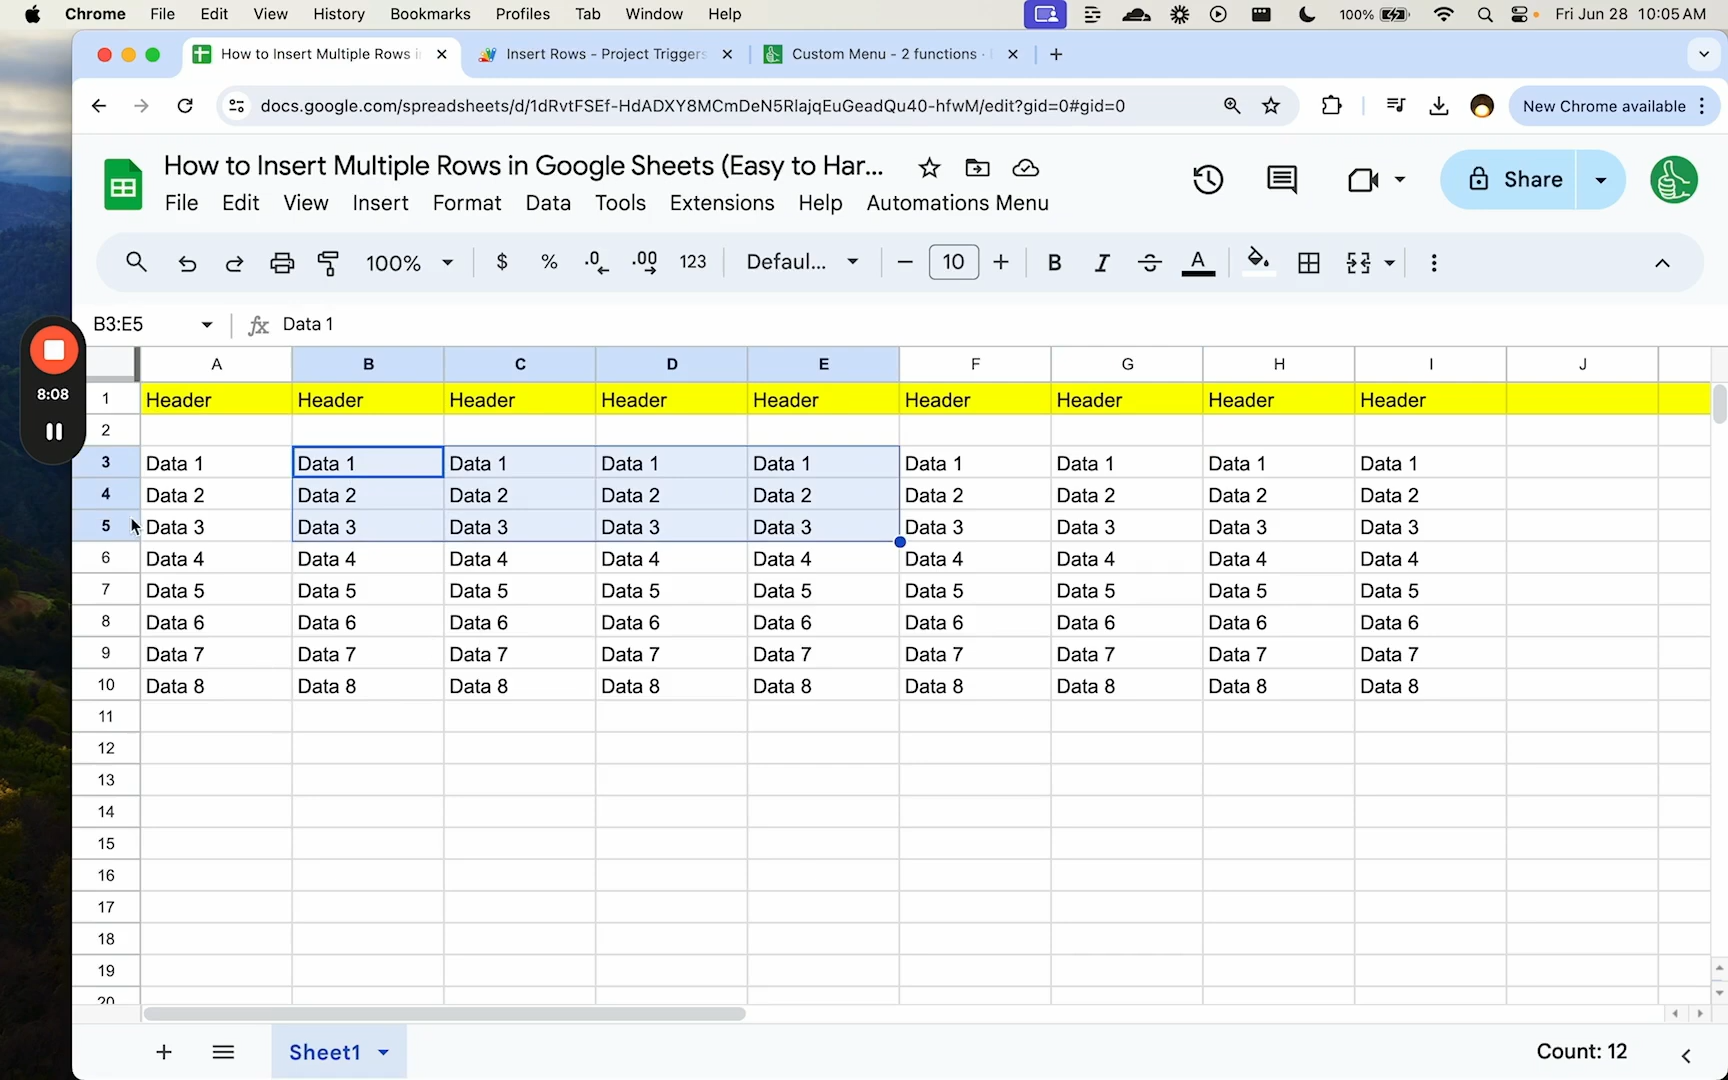 Chrome File Edit View History Bookmarks Profiles Tab Window Help 100% Fri Jun 28 10:05 AM
How to Insert Multiple Rows i Insert Rows - Project Triggers Custom Menu - 2 functions ·
docs.google.com/spreadsheets/d/1dRvtFSEf-HdADXY8MCmDeN5RlajqEuGeadQu40-hfwM/edit?gid=0#gid=0 New Chrome available
How to Insert Multiple Rows in Google Sheets (Easy to Har...
Share
File Edit View Insert Format Data Tools Extensions Help Automations Menu
100% $ % .0 .00 123 Defaul... 10 B I A
B3:E5 fx Data 1
8:08
A B C D E F G H I J
1 Header Header Header Header Header Header Header Header Header
2
3 Data 1 Data 1 Data 1 Data 1 Data 1 Data 1 Data 1 Data 1 Data 1
4 Data 2 Data 2 Data 2 Data 2 Data 2 Data 2 Data 2 Data 2 Data 2
5 Data 3 Data 3 Data 3 Data 3 Data 3 Data 3 Data 3 Data 3 Data 3
6 Data 4 Data 4 Data 4 Data 4 Data 4 Data 4 Data 4 Data 4 Data 4
7 Data 5 Data 5 Data 5 Data 5 Data 5 Data 5 Data 5 Data 5 Data 5
8 Data 6 Data 6 Data 6 Data 6 Data 6 Data 6 Data 6 Data 6 Data 6
9 Data 7 Data 7 Data 7 Data 7 Data 7 Data 7 Data 7 Data 7 Data 7
10 Data 8 Data 8 Data 8 Data 8 Data 8 Data 8 Data 8 Data 8 Data 8
11
12
13
14
15
16
17
18
19
20
Sheet1 Count: 12